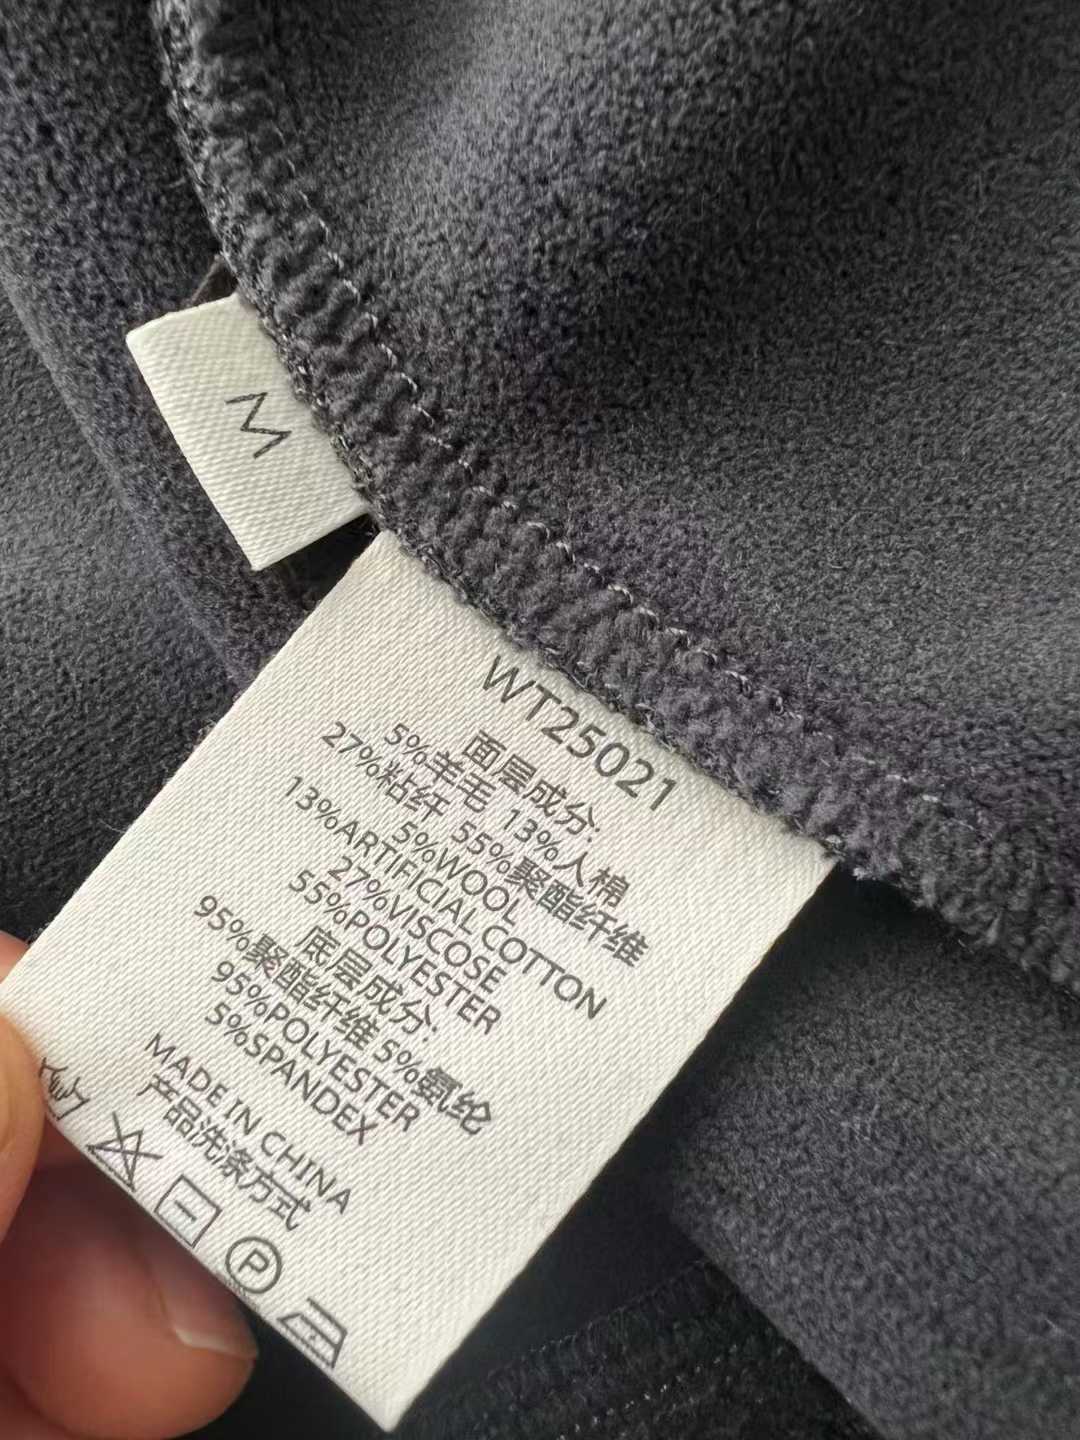 M
WT25021
面层成分:
5%羊毛 13%人棉
27%粘纤 55%聚酯纤维
5%WOOL
13%ARTIFICIAL COTTON
27%VISCOSE
55%POLYESTER
底层成分:
95%聚酯纤维 5%氨纶
95%POLYESTER
5%SPANDEX
MADE IN CHINA
产品洗涤方式
P